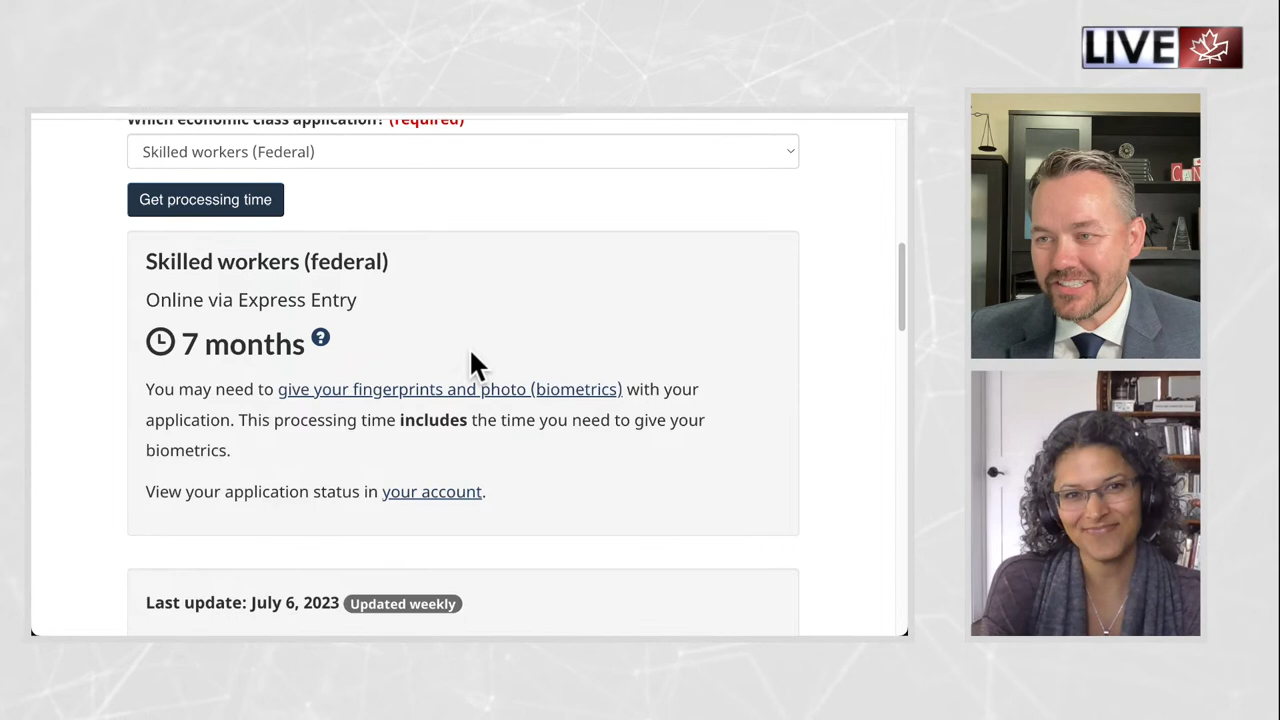 LIVE
Which economic class application? (required)
Skilled workers (Federal)
Get processing time
Skilled workers (federal)
Online via Express Entry
7 months ?
You may need to give your fingerprints and photo (biometrics) with your
application. This processing time includes the time you need to give your
biometrics.
View your application status in your account.
Last update: July 6, 2023 Updated weekly